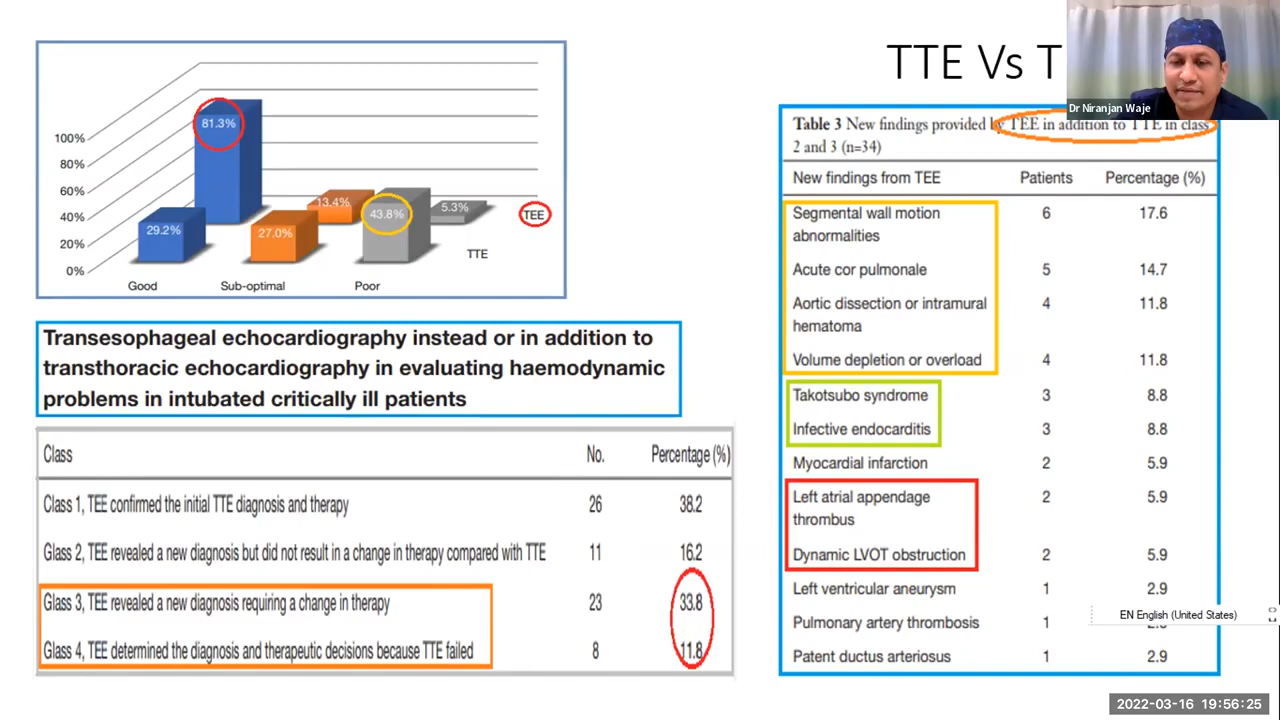 TTE Vs T
Dr Niranjan Waje
100%
80%
60%
40%
20%
0%
81.3%
13.4%
5.3%
TEE
29.2%
27.0%
43.8%
TTE
Good
Sub-optimal
Poor
Transesophageal echocardiography instead or in addition to
transthoracic echocardiography in evaluating haemodynamic
problems in intubated critically ill patients
Class No. Percentage (%)
Class 1, TEE confirmed the initial TTE diagnosis and therapy 26 38.2
Glass 2, TEE revealed a new diagnosis but did not result in a change in therapy compared with TTE 11 16.2
Glass 3, TEE revealed a new diagnosis requiring a change in therapy 23 33.8
Glass 4, TEE determined the diagnosis and therapeutic decisions because TTE failed 8 11.8
Table 3 New findings provided by TEE in addition to TTE in class
2 and 3 (n=34)
New findings from TEE Patients Percentage (%)
Segmental wall motion 6 17.6
abnormalities
Acute cor pulmonale 5 14.7
Aortic dissection or intramural 4 11.8
hematoma
Volume depletion or overload 4 11.8
Takotsubo syndrome 3 8.8
Infective endocarditis 3 8.8
Myocardial infarction 2 5.9
Left atrial appendage 2 5.9
thrombus
Dynamic LVOT obstruction 2 5.9
Left ventricular aneurysm 1 2.9
EN English (United States)
Pulmonary artery thrombosis 1
Patent ductus arteriosus 1 2.9
2022-03-16 19:56:25